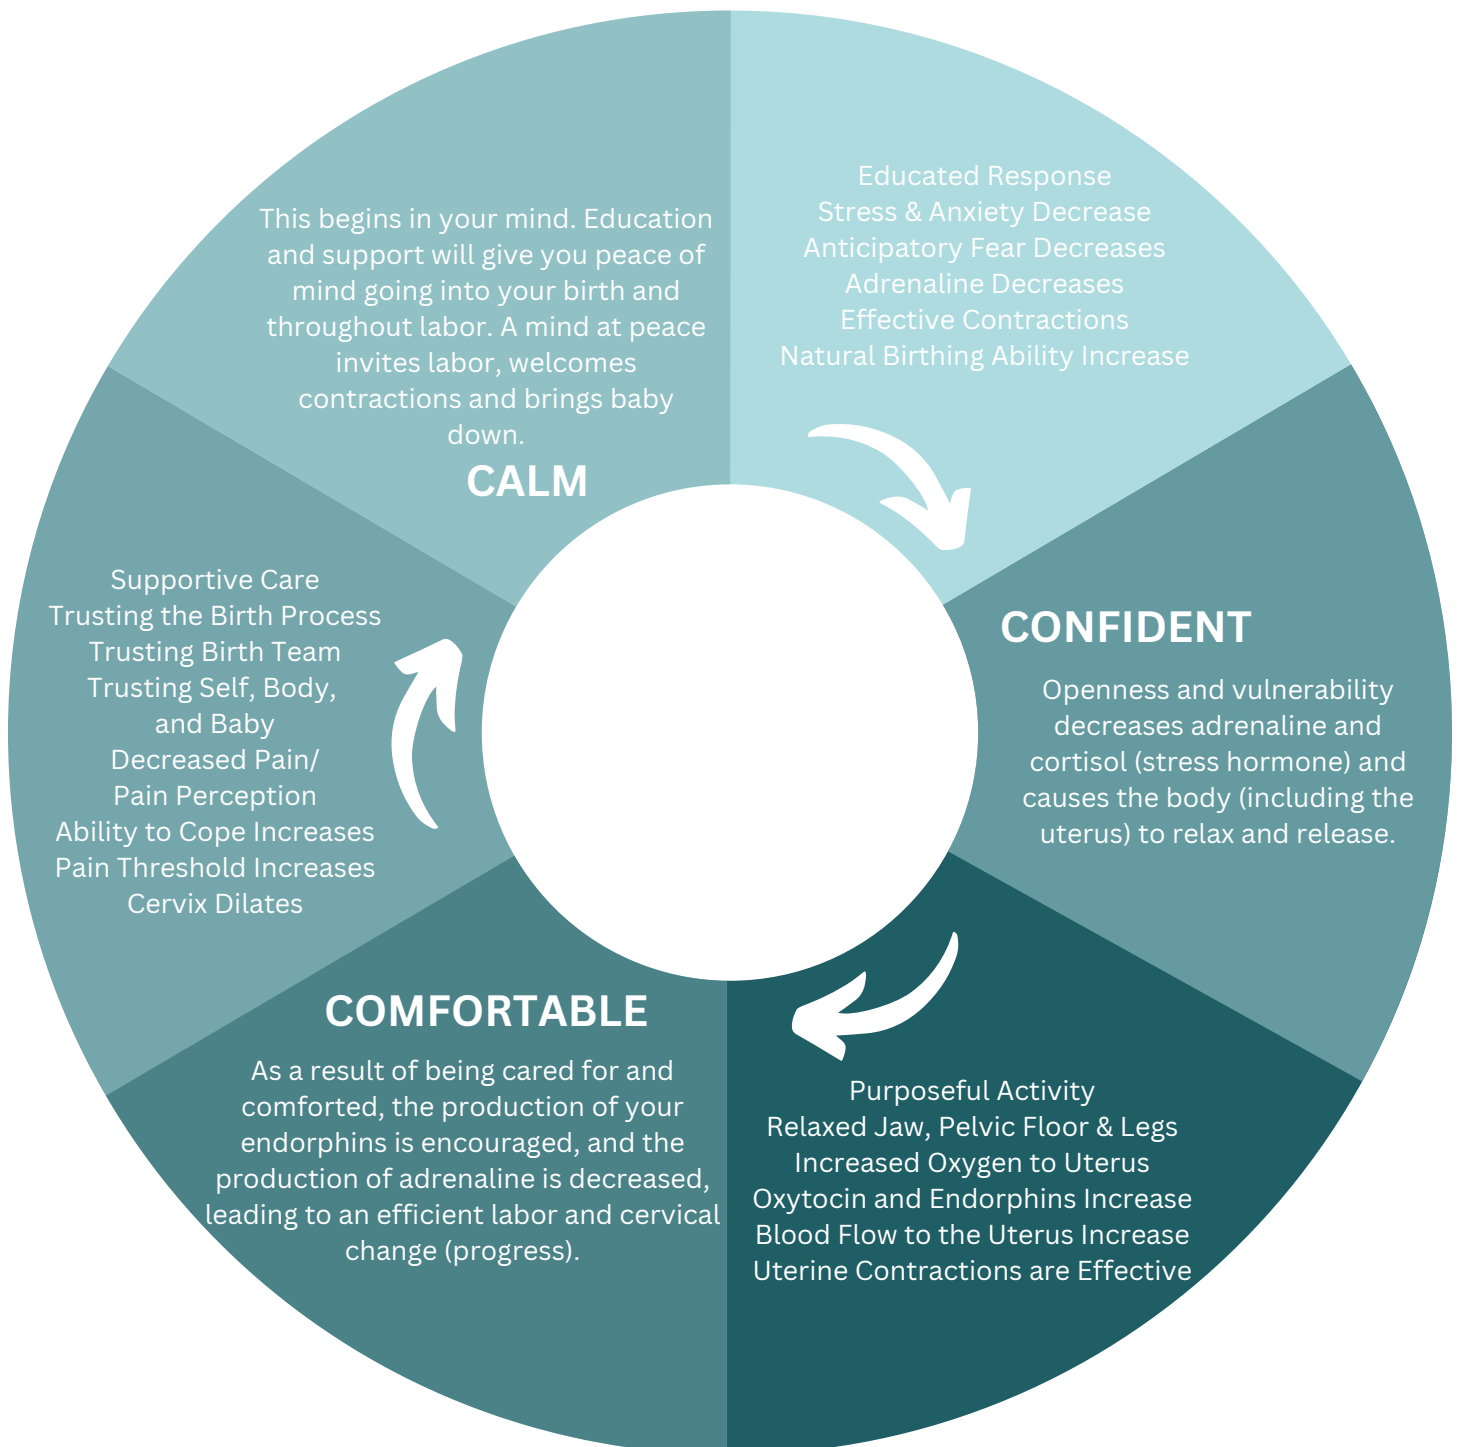 This begins in your mind. Education
and support will give you peace of
mind going into your birth and
throughout labor. A mind at peace
invites labor, welcomes
contractions and brings baby
down.
CALM
Educated Response
Stress & Anxiety Decrease
Anticipatory Fear Decreases
Adrenaline Decreases
Effective Contractions
Natural Birthing Ability Increase
CONFIDENT
Openness and vulnerability
decreases adrenaline and
cortisol (stress hormone) and
causes the body (including the
uterus) to relax and release.
Purposeful Activity
Relaxed Jaw, Pelvic Floor & Legs
Increased Oxygen to Uterus
Oxytocin and Endorphins Increase
Blood Flow to the Uterus Increase
Uterine Contractions are Effective
COMFORTABLE
As a result of being cared for and
comforted, the production of your
endorphins is encouraged, and the
production of adrenaline is decreased,
leading to an efficient labor and cervical
change (progress).
Supportive Care
Trusting the Birth Process
Trusting Birth Team
Trusting Self, Body,
and Baby
Decreased Pain/
Pain Perception
Ability to Cope Increases
Pain Threshold Increases
Cervix Dilates